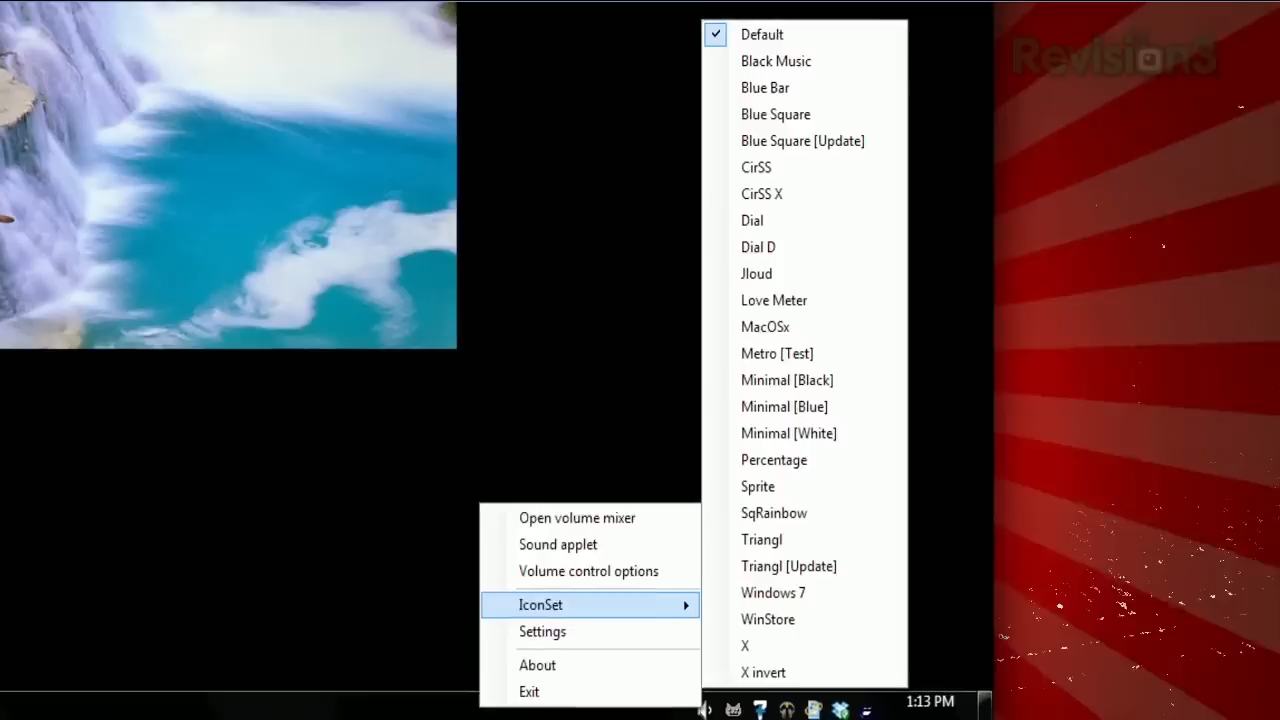 Revision3
Default
Black Music
Blue Bar
Blue Square
Blue Square [Update]
CirSS
CirSS X
Dial
Dial D
Jloud
Love Meter
MacOSx
Metro [Test]
Minimal [Black]
Minimal [Blue]
Minimal [White]
Percentage
Sprite
SqRainbow
Triangl
Triangl [Update]
Windows 7
WinStore
X
X invert
Open volume mixer
Sound applet
Volume control options
IconSet
Settings
About
Exit
1:13 PM